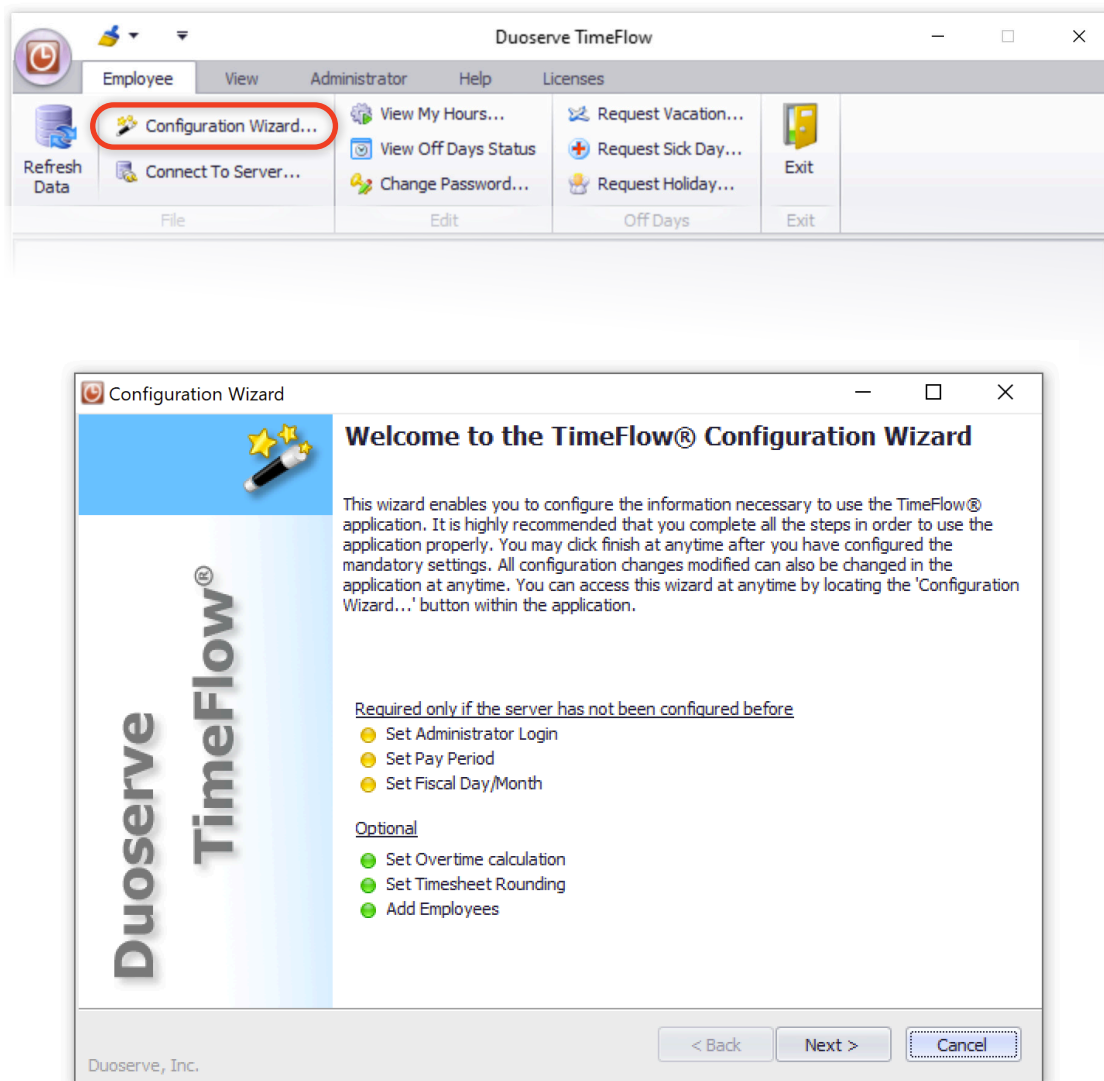 Duoserve TimeFlow
Employee View Administrator Help Licenses
Refresh Data
Configuration Wizard...
Connect To Server...
File
View My Hours...
View Off Days Status
Change Password...
Edit
Request Vacation...
Request Sick Day...
Request Holiday...
Off Days
Exit
Exit
Configuration Wizard
Duoserve
TimeFlow®
Welcome to the TimeFlow® Configuration Wizard
This wizard enables you to configure the information necessary to use the TimeFlow®
application. It is highly recommended that you complete all the steps in order to use the
application properly. You may click finish at anytime after you have configured the
mandatory settings. All configuration changes modified can also be changed in the
application at anytime. You can access this wizard at anytime by locating the 'Configuration
Wizard...' button within the application.
Required only if the server has not been configured before
Set Administrator Login
Set Pay Period
Set Fiscal Day/Month
Optional
Set Overtime calculation
Set Timesheet Rounding
Add Employees
Duoserve, Inc.
< Back Next > Cancel